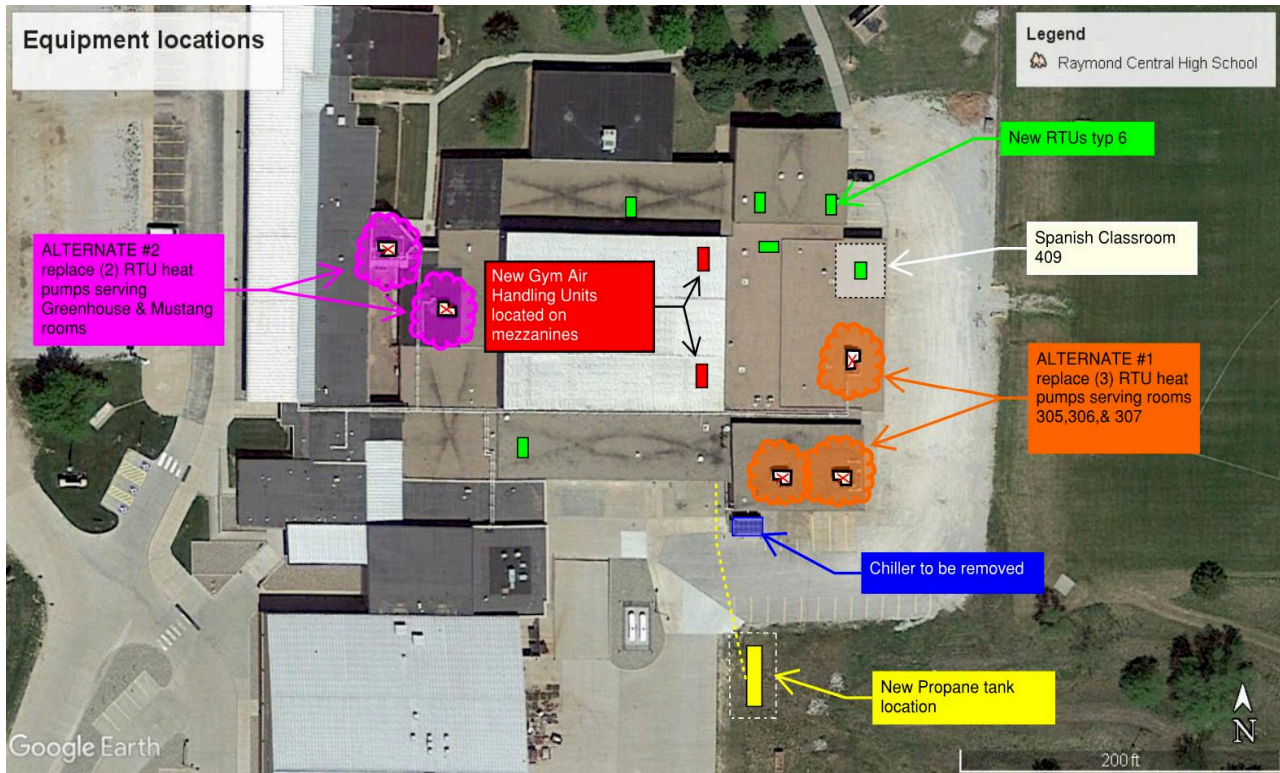 Equipment locations
Legend
Raymond Central High School
New RTUs typ 6
Spanish Classroom
409
ALTERNATE #2
replace (2) RTU heat
pumps serving
Greenhouse & Mustang
rooms
New Gym Air
Handling Units
located on
mezzanines
ALTERNATE #1
replace (3) RTU heat
pumps serving rooms
305,306,& 307
Chiller to be removed
New Propane tank
location
Google Earth
N
200 ft